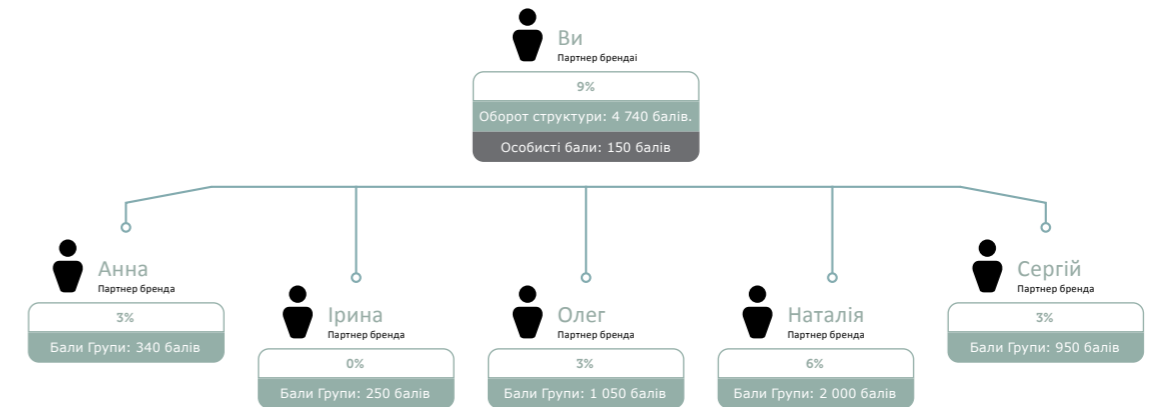 Ви
Партнер брендаі
9%
Оборот структури: 4 740 балів.
Особисті бали: 150 балів
Анна
Партнер бренда
3%
Бали Групи: 340 балів
Ірина
Партнер бренда
0%
Бали Групи: 250 балів
Олег
Партнер бренда
3%
Бали Групи: 1 050 балів
Наталія
Партнер бренда
6%
Бали Групи: 2 000 балів
Сергій
Партнер бренда
3%
Бали Групи: 950 балів